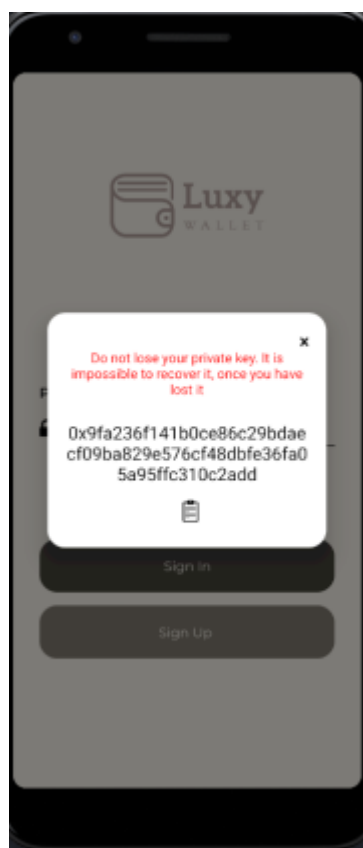 Luxy
WALLET
x
Do not lose your private key. It is
impossible to recover it, once you have
lost it
0x9fa236f141b0ce86c29bdae
cf09ba829e576cf48dbfe36fa0
5a95ffc310c2add
Sign In
Sign Up